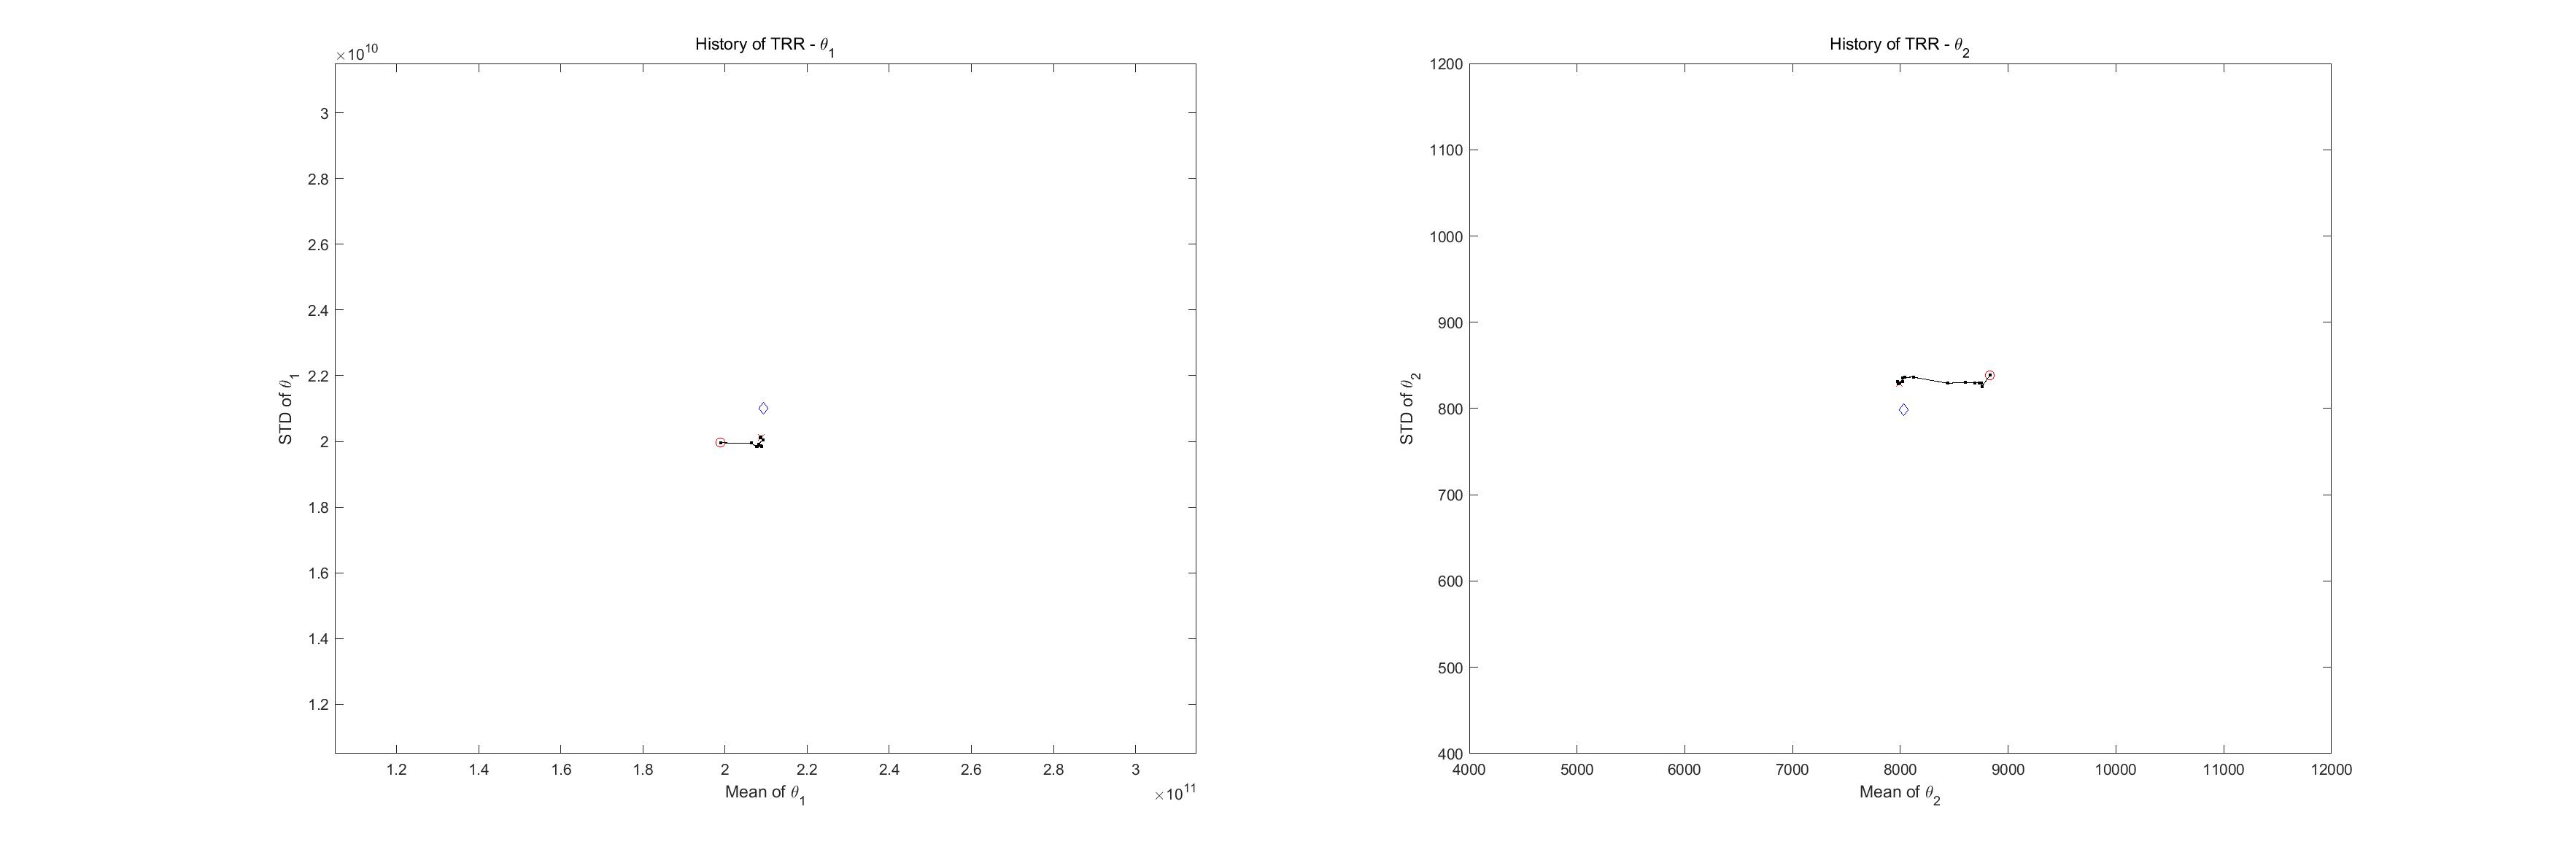 History of TRR - θ1
×10^10
3
2.8
2.6
2.4
2.2
2
1.8
1.6
1.4
1.2
STD of θ1
1.2 1.4 1.6 1.8 2 2.2 2.4 2.6 2.8 3
Mean of θ1
×10^11
History of TRR - θ2
1200
1100
1000
900
800
700
600
500
400
STD of θ2
4000 5000 6000 7000 8000 9000 10000 11000 12000
Mean of θ2